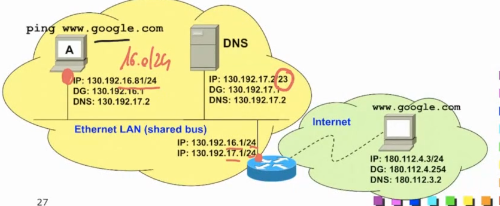 ping www.google.com
A
16.0/24
DNS
IP: 130.192.16.81/24
DG: 130.192.16.1
DNS: 130.192.17.2
IP: 130.192.17.2/23
DG: 130.192.17.1
DNS: 130.192.17.2
Ethernet LAN (shared bus)
IP: 130.192.16.1/24
IP: 130.192.17.1/24
Internet
www.google.com
IP: 180.112.4.3/24
DG: 180.112.4.254
DNS: 180.112.3.2
27